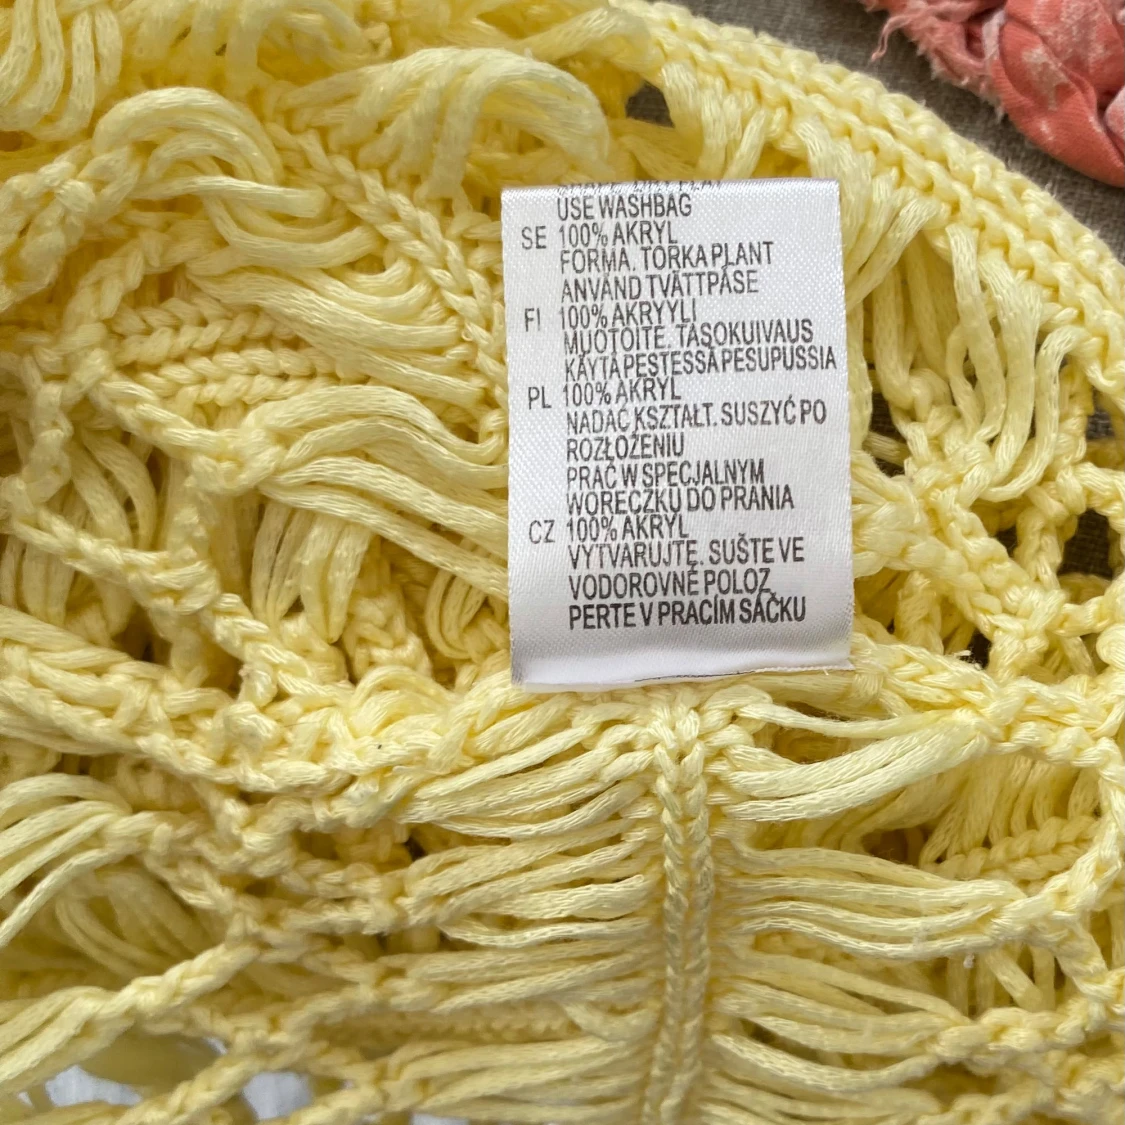 USE WASHBAG
SE 100% AKRYL
FORMA. TORKA PLANT
ANVÄND TVÄTTPÅSE
FI 100% AKRYYLI
MUOTOITE. TASOKUIVAUS
KÄYTÄ PESTESSÄ PESUPUSSIA
PL 100% AKRYL
NADAĆ KSZTAŁT. SUSZYĆ PO
ROZŁOŻENIU
PRAĆ W SPECJALNYM
WORECZKU DO PRANIA
CZ 100% AKRYL
VYTVARUJTE. SUŠTE VE
VODOROVNÉ POLOZ.
PERTE V PRACÍM SÁČKU